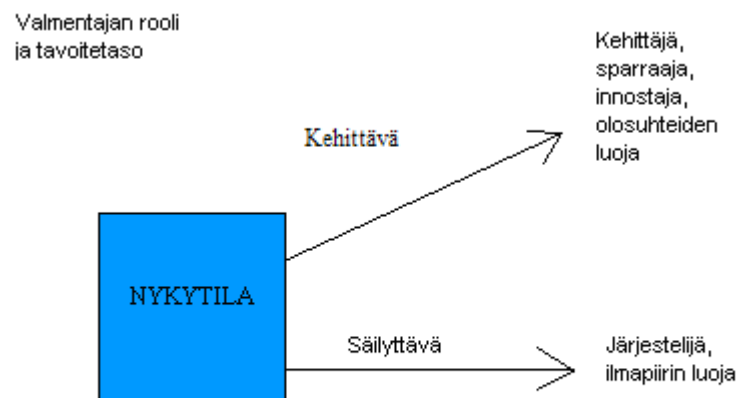 Valmentajan rooli
ja tavoitetaso
Kehittäjä,
sparraaja,
innostaja,
olosuhteiden
luoja
Kehittävä
NYKYTILA
Säilyttävä
Järjestelijä,
ilmapiirin luoja